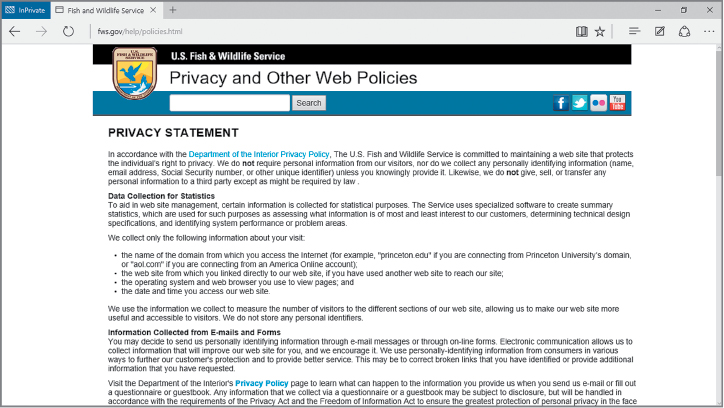 InPrivate
Fish and Wildlife Service
fws.gov/help/policies.html
U.S. Fish & Wildlife Service
U.S.
FISH & WILDLIFE
SERVICE
Privacy and Other Web Policies
Search
You
Tube
PRIVACY STATEMENT
In accordance with the Department of the Interior Privacy Policy, The U.S. Fish and Wildlife Service is committed to maintaining a web site that protects
the individual's right to privacy. We do not require personal information from our visitors, nor do we collect any personally identifying information (name,
email address, Social Security number, or other unique identifier) unless you knowingly provide it. Likewise, we do not give, sell, or transfer any
personal information to a third party except as might be required by law .
Data Collection for Statistics
To aid in web site management, certain information is collected for statistical purposes. The Service uses specialized software to create summary
statistics, which are used for such purposes as assessing what information is of most and least interest to our customers, determining technical design
specifications, and identifying system performance or problem areas.
We collect only the following information about your visit:
• the name of the domain from which you access the Internet (for example, "princeton.edu" if you are connecting from Princeton University's domain,
or "aol.com" if you are connecting from an America Online account);
• the web site from which you linked directly to our web site, if you have used another web site to reach our site;
• the operating system and web browser you use to view pages; and
• the date and time you access our web site.
We use the information we collect to measure the number of visitors to the different sections of our web site, allowing us to make our web site more
useful and accessible to visitors. We do not store any personal identifiers.
Information Collected from E-mails and Forms
You may decide to send us personally identifying information through e-mail messages or through on-line forms. Electronic communication allows us to
collect information that will improve our web site for you, and we encourage it. We use personally-identifying information from consumers in various
ways to further our customer's protection and to provide better service. This may be to correct broken links that you have identified or provide additional
information that you have requested.
Visit the Department of the Interior's Privacy Policy page to learn what can happen to the information you provide us when you send us e-mail or fill out
a questionnaire or guestbook. Any information that we collect via a questionnaire or a guestbook may be subject to disclosure, but will be handled in
accordance with the requirements of the Privacy Act and the Freedom of Information Act to ensure the greatest protection of personal privacy in the face